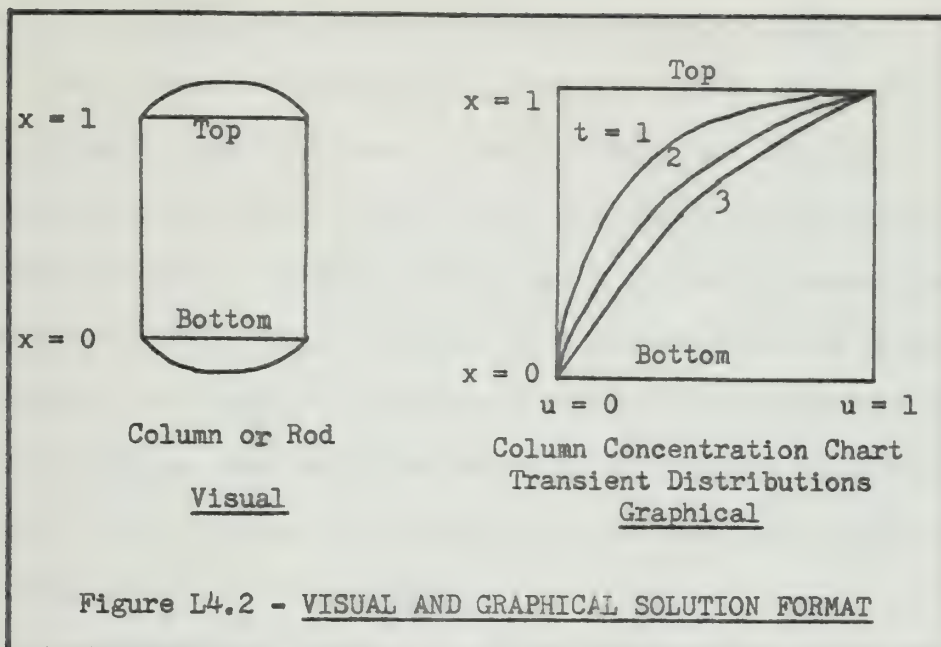 x = 1
Top
Bottom
x = 0
Column or Rod
Visual
Top
x = 1
t = 1
2
3
Bottom
x = 0
u = 0
u = 1
Column Concentration Chart
Transient Distributions
Graphical
Figure L4.2 - VISUAL AND GRAPHICAL SOLUTION FORMAT